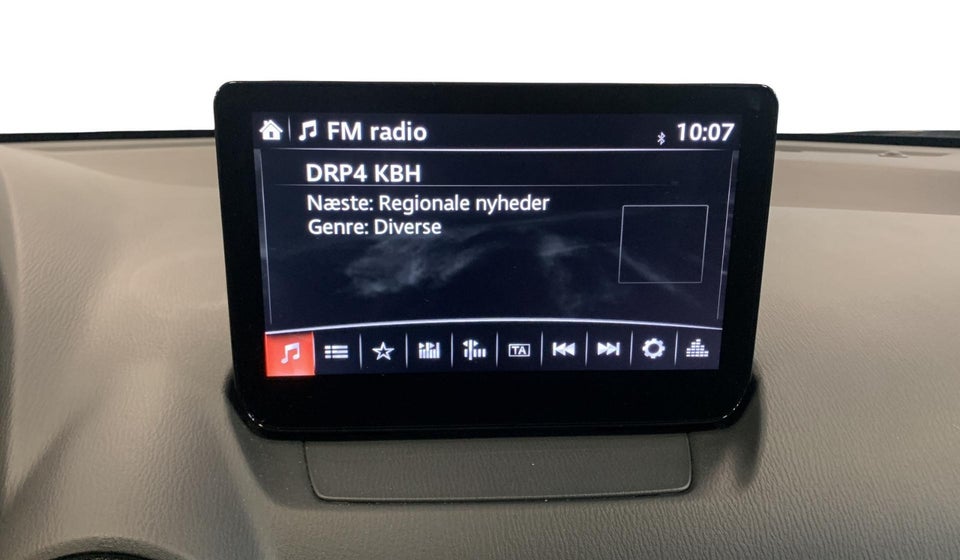 FM radio
10:07
DRP4 KBH
Næste: Regionale nyheder
Genre: Diverse
TA